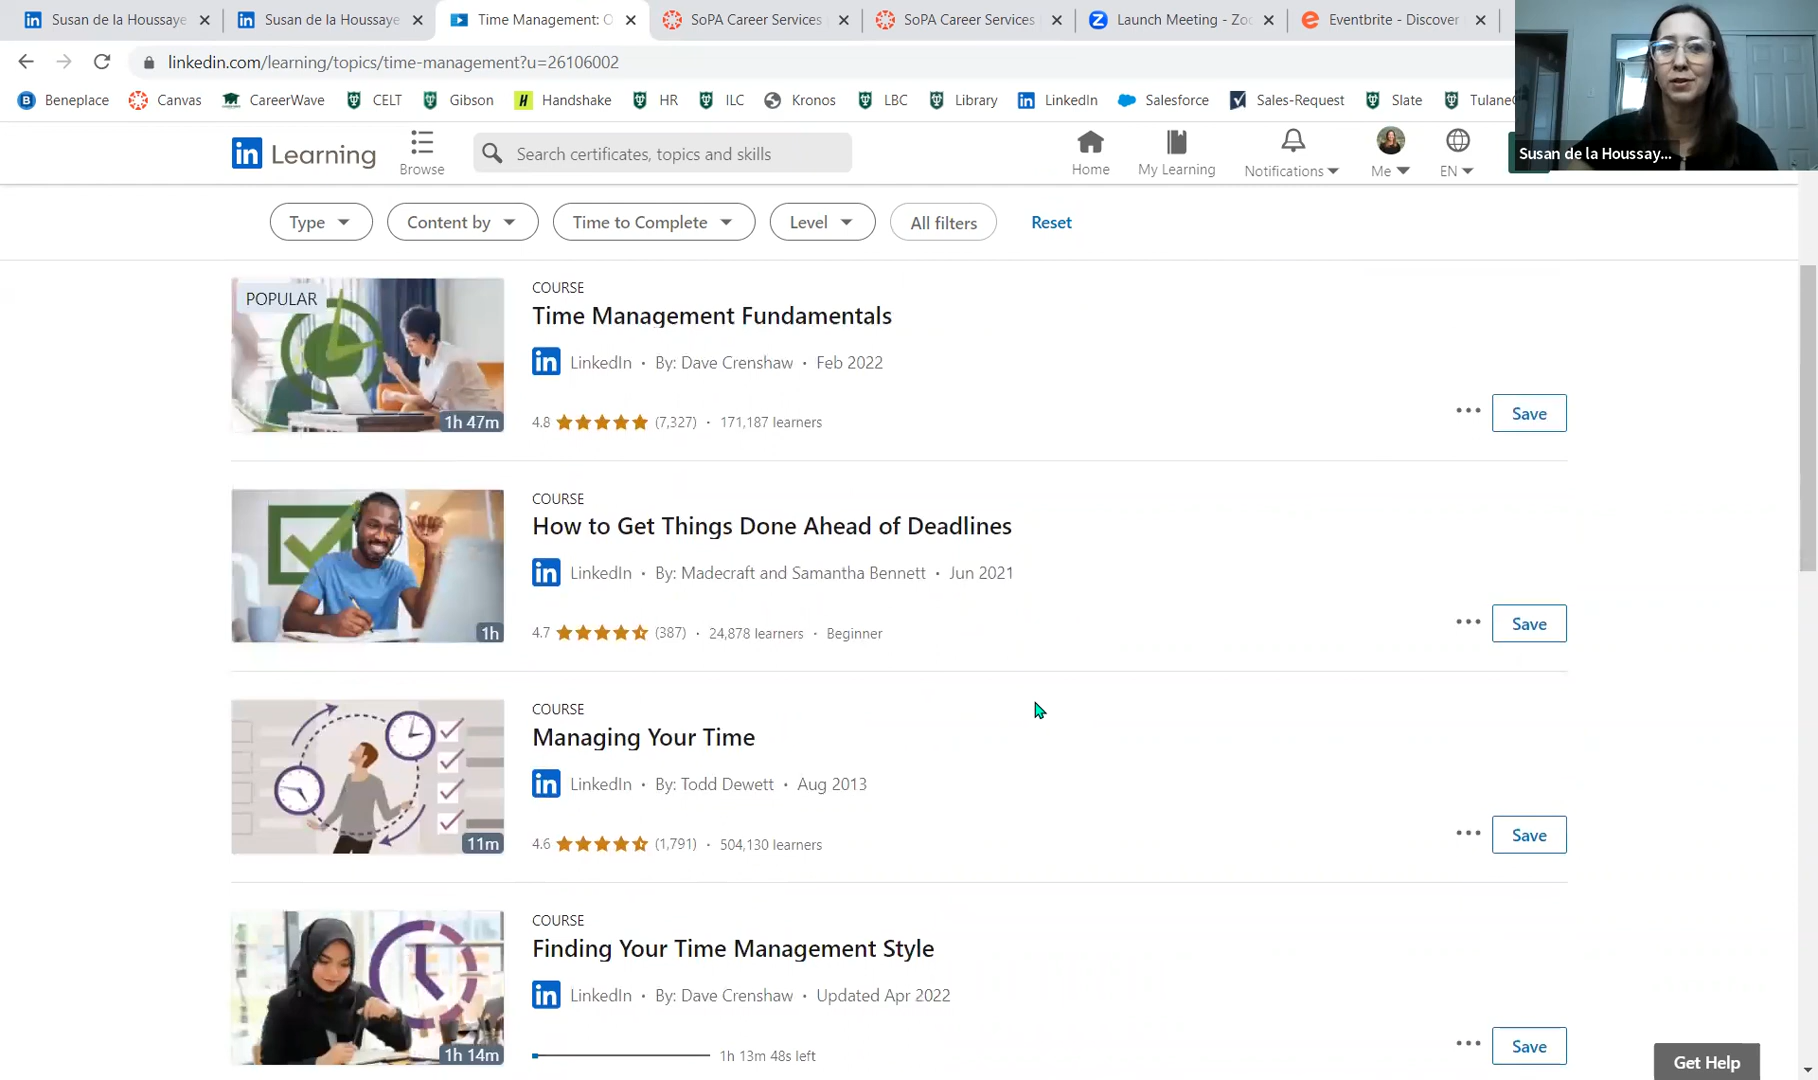 Susan de la Houssaye
Susan de la Houssaye
Time Management: O
SoPA Career Services
SoPA Career Services
Launch Meeting - Zoo
Eventbrite - Discover
linkedin.com/learning/topics/time-management?u=26106002
Beneplace
Canvas
CareerWave
CELT
Gibson
Handshake
HR
ILC
Kronos
LBC
Library
LinkedIn
Salesforce
Sales-Request
Slate
TulaneC
Susan de la Houssay...
in Learning
Browse
Search certificates, topics and skills
Home
My Learning
Notifications
Me
EN
Type
Content by
Time to Complete
Level
All filters
Reset
POPULAR
1h 47m
COURSE
Time Management Fundamentals
in LinkedIn · By: Dave Crenshaw · Feb 2022
4.8 (7,327) · 171,187 learners
Save
1h
COURSE
How to Get Things Done Ahead of Deadlines
in LinkedIn · By: Madecraft and Samantha Bennett · Jun 2021
4.7 (387) · 24,878 learners · Beginner
Save
11m
COURSE
Managing Your Time
in LinkedIn · By: Todd Dewett · Aug 2013
4.6 (1,791) · 504,130 learners
Save
1h 14m
COURSE
Finding Your Time Management Style
in LinkedIn · By: Dave Crenshaw · Updated Apr 2022
1h 13m 48s left
Save
Get Help